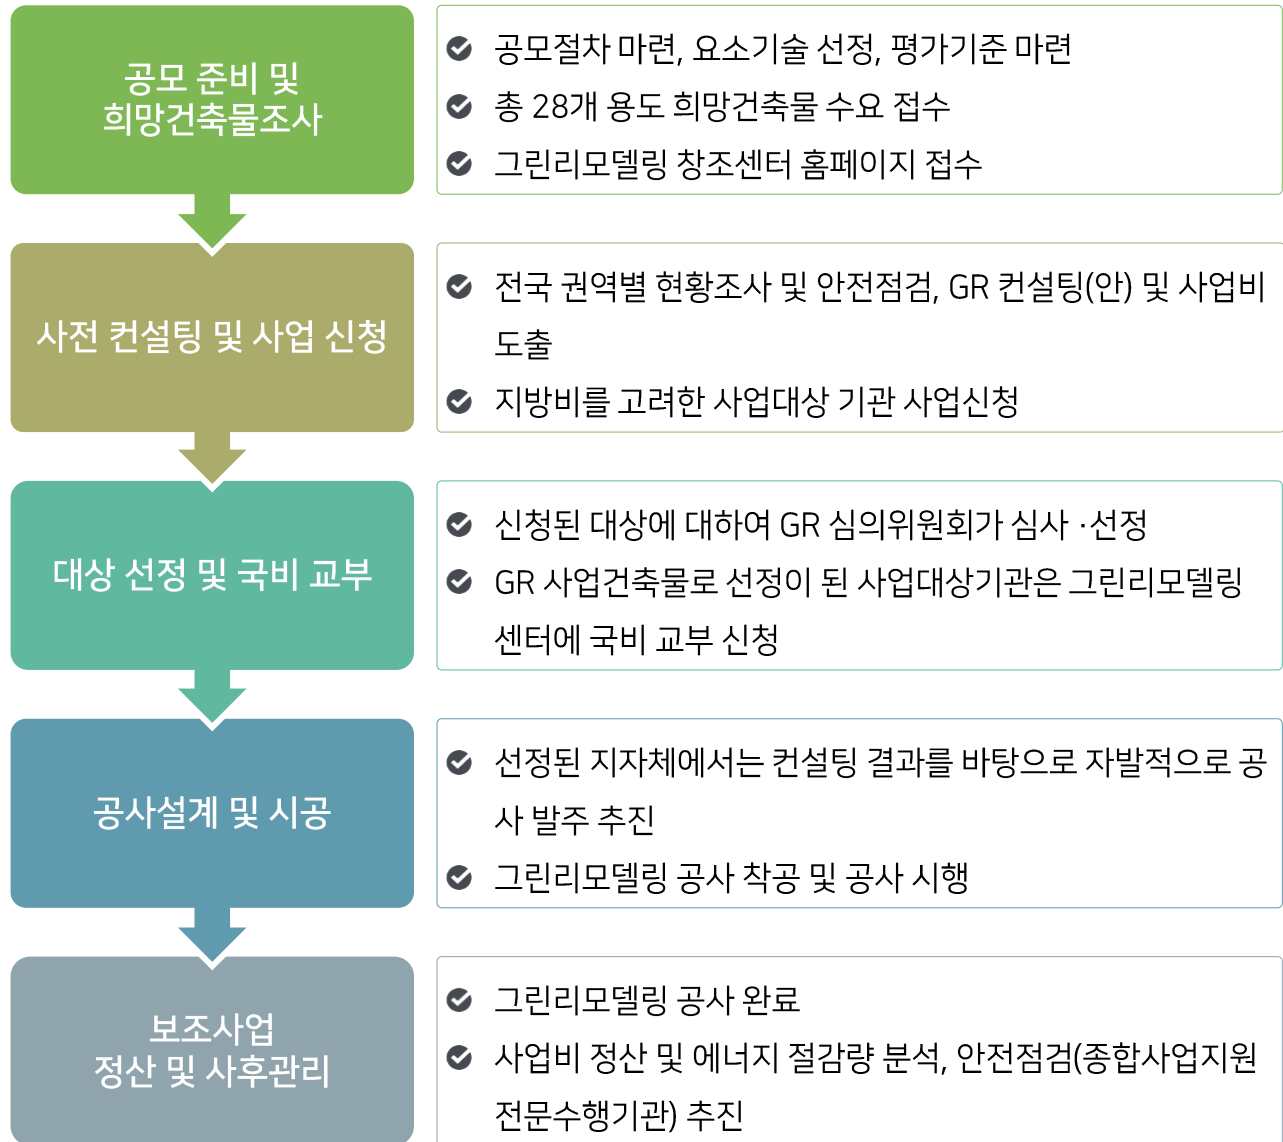 공모 준비 및
희망건축물조사
공모절차 마련, 요소기술 선정, 평가기준 마련
총 28개 용도 희망건축물 수요 접수
그린리모델링 창조센터 홈페이지 접수
사전 컨설팅 및 사업 신청
전국 권역별 현황조사 및 안전점검, GR 컨설팅(안) 및 사업비
도출
지방비를 고려한 사업대상 기관 사업신청
대상 선정 및 국비 교부
신청된 대상에 대하여 GR 심의위원회가 심사 ·선정
GR 사업건축물로 선정이 된 사업대상기관은 그린리모델링
센터에 국비 교부 신청
공사설계 및 시공
선정된 지자체에서는 컨설팅 결과를 바탕으로 자발적으로 공
사 발주 추진
그린리모델링 공사 착공 및 공사 시행
보조사업
정산 및 사후관리
그린리모델링 공사 완료
사업비 정산 및 에너지 절감량 분석, 안전점검(종합사업지원
전문수행기관) 추진